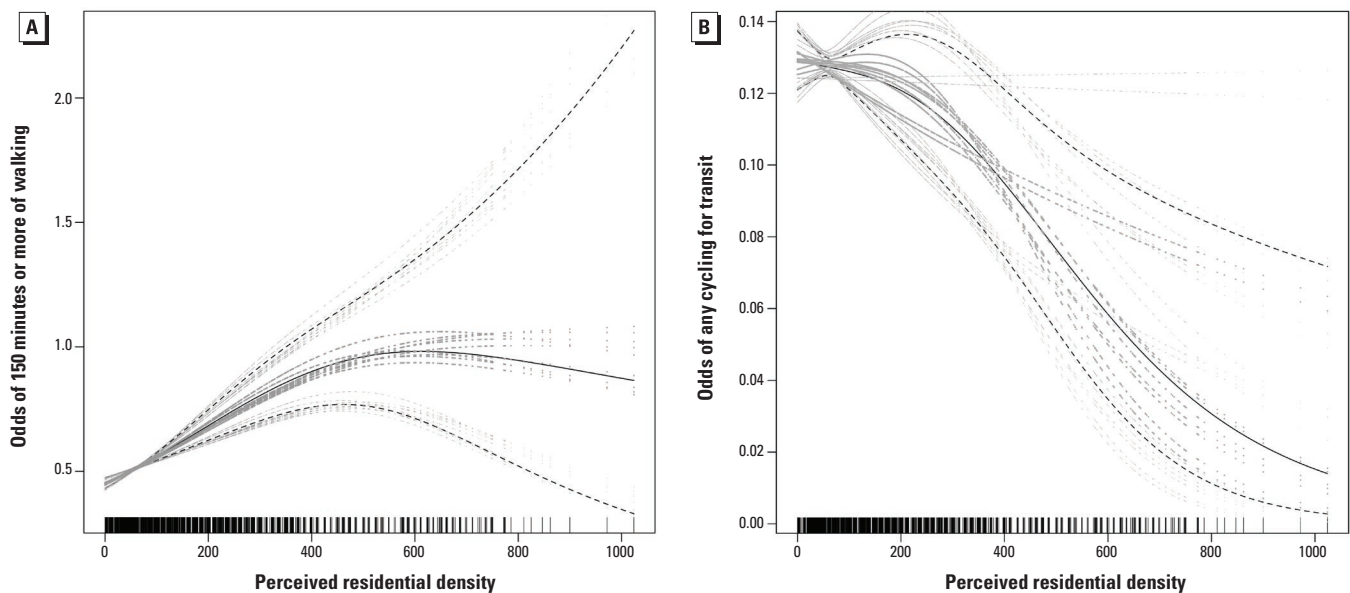 A
Odds of 150 minutes or more of walking
2.0
1.5
1.0
0.5
0 200 400 600 800 1000
Perceived residential density
B
Odds of any cycling for transit
0.14
0.12
0.10
0.08
0.06
0.04
0.02
0.00
0 200 400 600 800 1000
Perceived residential density